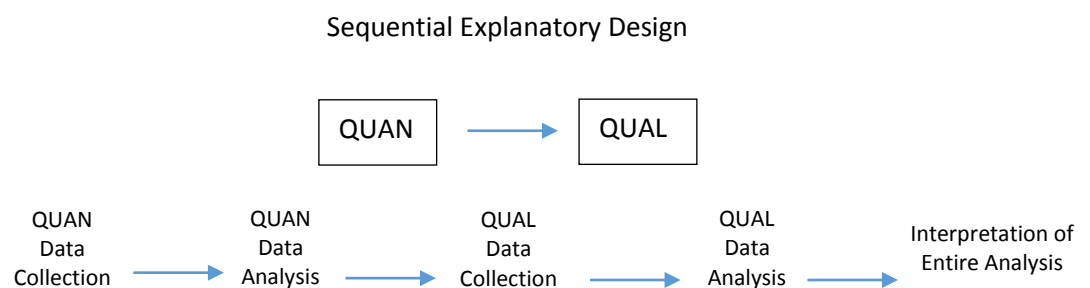 Sequential Explanatory Design
QUAN
QUAL
QUAN
Data
Collection
QUAN
Data
Analysis
QUAL
Data
Collection
QUAL
Data
Analysis
Interpretation of
Entire Analysis